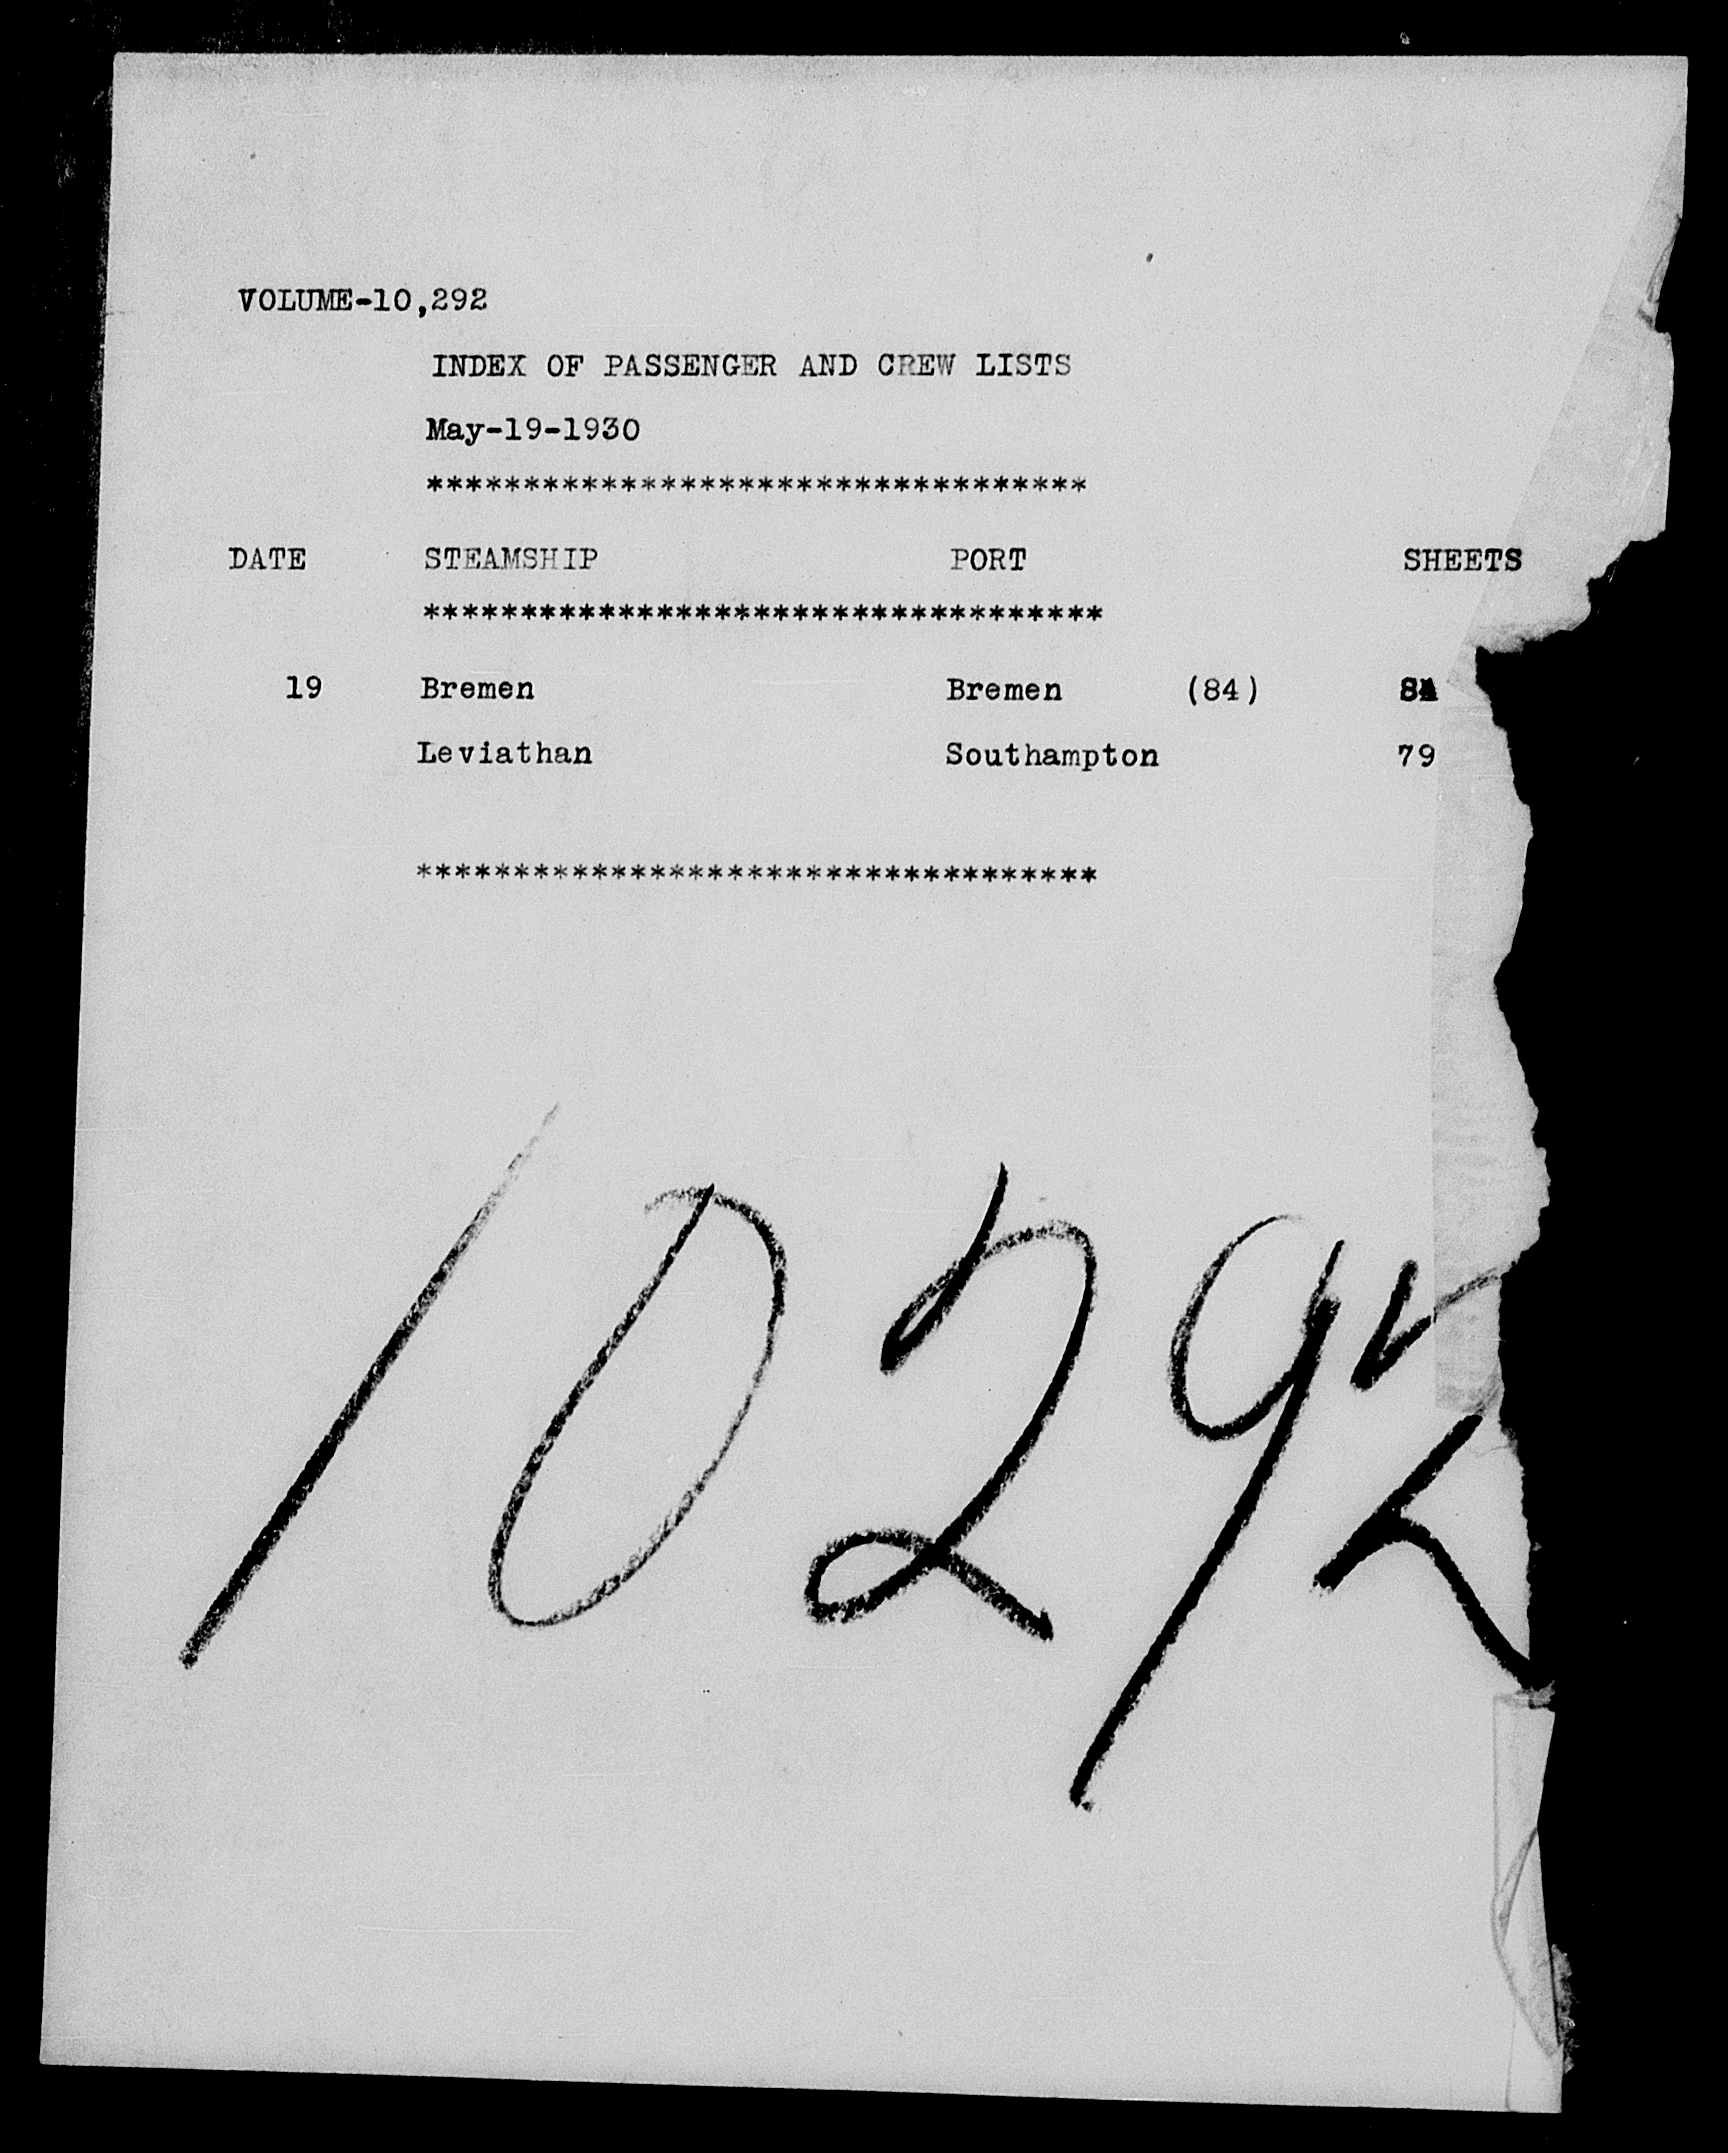 VOLUME-10,292
INDEX OF PASSENGER AND CREW LISTS
May-19-1930
**********************************
DATE STEAMSHIP PORT SHEETS
***********************************
19 Bremen Bremen (84)
Leviathan Southampton 79
***********************************
10292